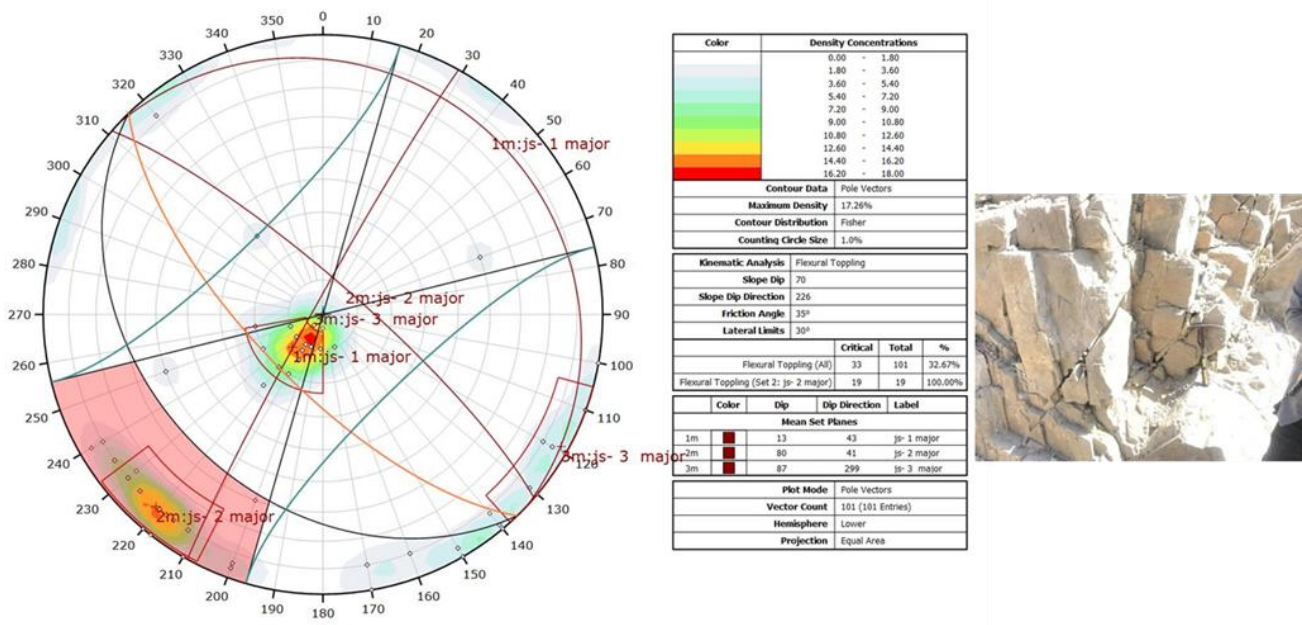 0
10
20
30
40
50
60
70
80
90
100
110
120
130
140
150
160
170
180
190
200
210
220
230
240
250
260
270
280
290
300
310
320
330
340
350
1m:js- 1 major
2m:js- 2 major
3m:js- 3 major
1m:js- 1 major
3m:js- 3 major
2m:js- 2 major
Color Density Concentrations
0.00 - 1.80
1.80 - 3.60
3.60 - 5.40
5.40 - 7.20
7.20 - 9.00
9.00 - 10.80
10.80 - 12.60
12.60 - 14.40
14.40 - 16.20
16.20 - 18.00
Contour Data Pole Vectors
Maximum Density 17.26%
Contour Distribution Fisher
Counting Circle Size 1.0%
Kinematic Analysis Flexural Toppling
Slope Dip 70
Slope Dip Direction 226
Friction Angle 35°
Lateral Limits 30°
Critical Total %
Flexural Toppling (All) 33 101 32.67%
Flexural Toppling (Set 2: js- 2 major) 19 19 100.00%
Color Dip Dip Direction Label
Mean Set Planes
1m 13 43 js- 1 major
2m 80 41 js- 2 major
3m 87 299 js- 3 major
Plot Mode Pole Vectors
Vector Count 101 (101 Entries)
Hemisphere Lower
Projection Equal Area